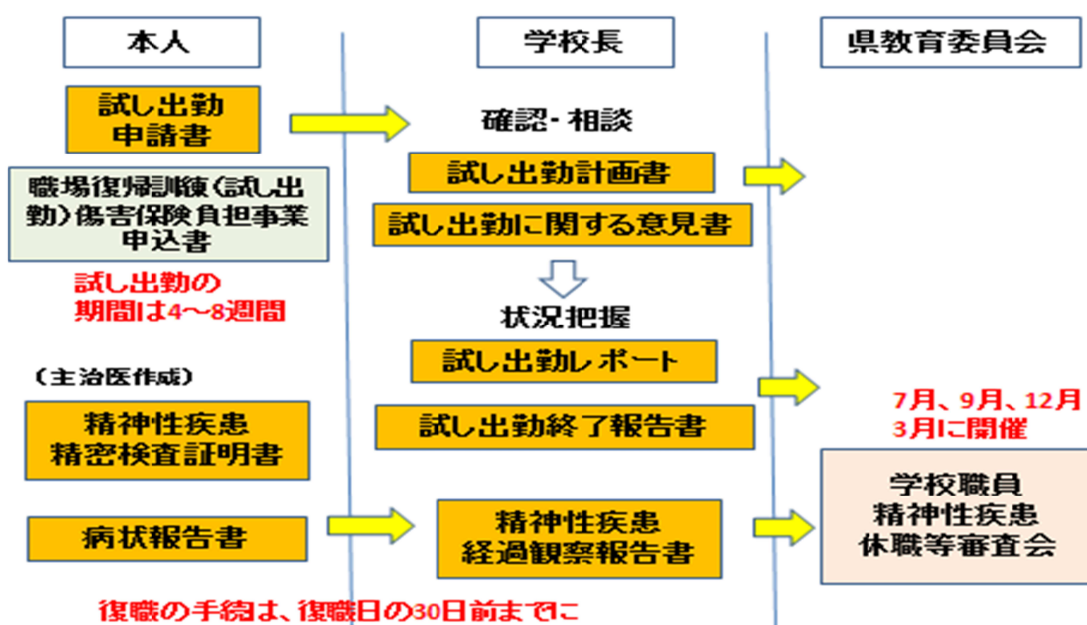 本人
学校長
県教育委員会
試し出勤
申請書
確認・相談
試し出勤計画書
職場復帰訓練（試し出
勤）傷害保険負担事業
申込書
試し出勤に関する意見書
試し出勤の
期間は4～8週間
状況把握
試し出勤レポート
（主治医作成）
精神性疾患
精密検査証明書
試し出勤終了報告書
7月、9月、12月
3月に開催
学校職員
精神性疾患
休職等審査会
病状報告書
精神性疾患
経過観察報告書
復職の手続は、復職日の30日前までに